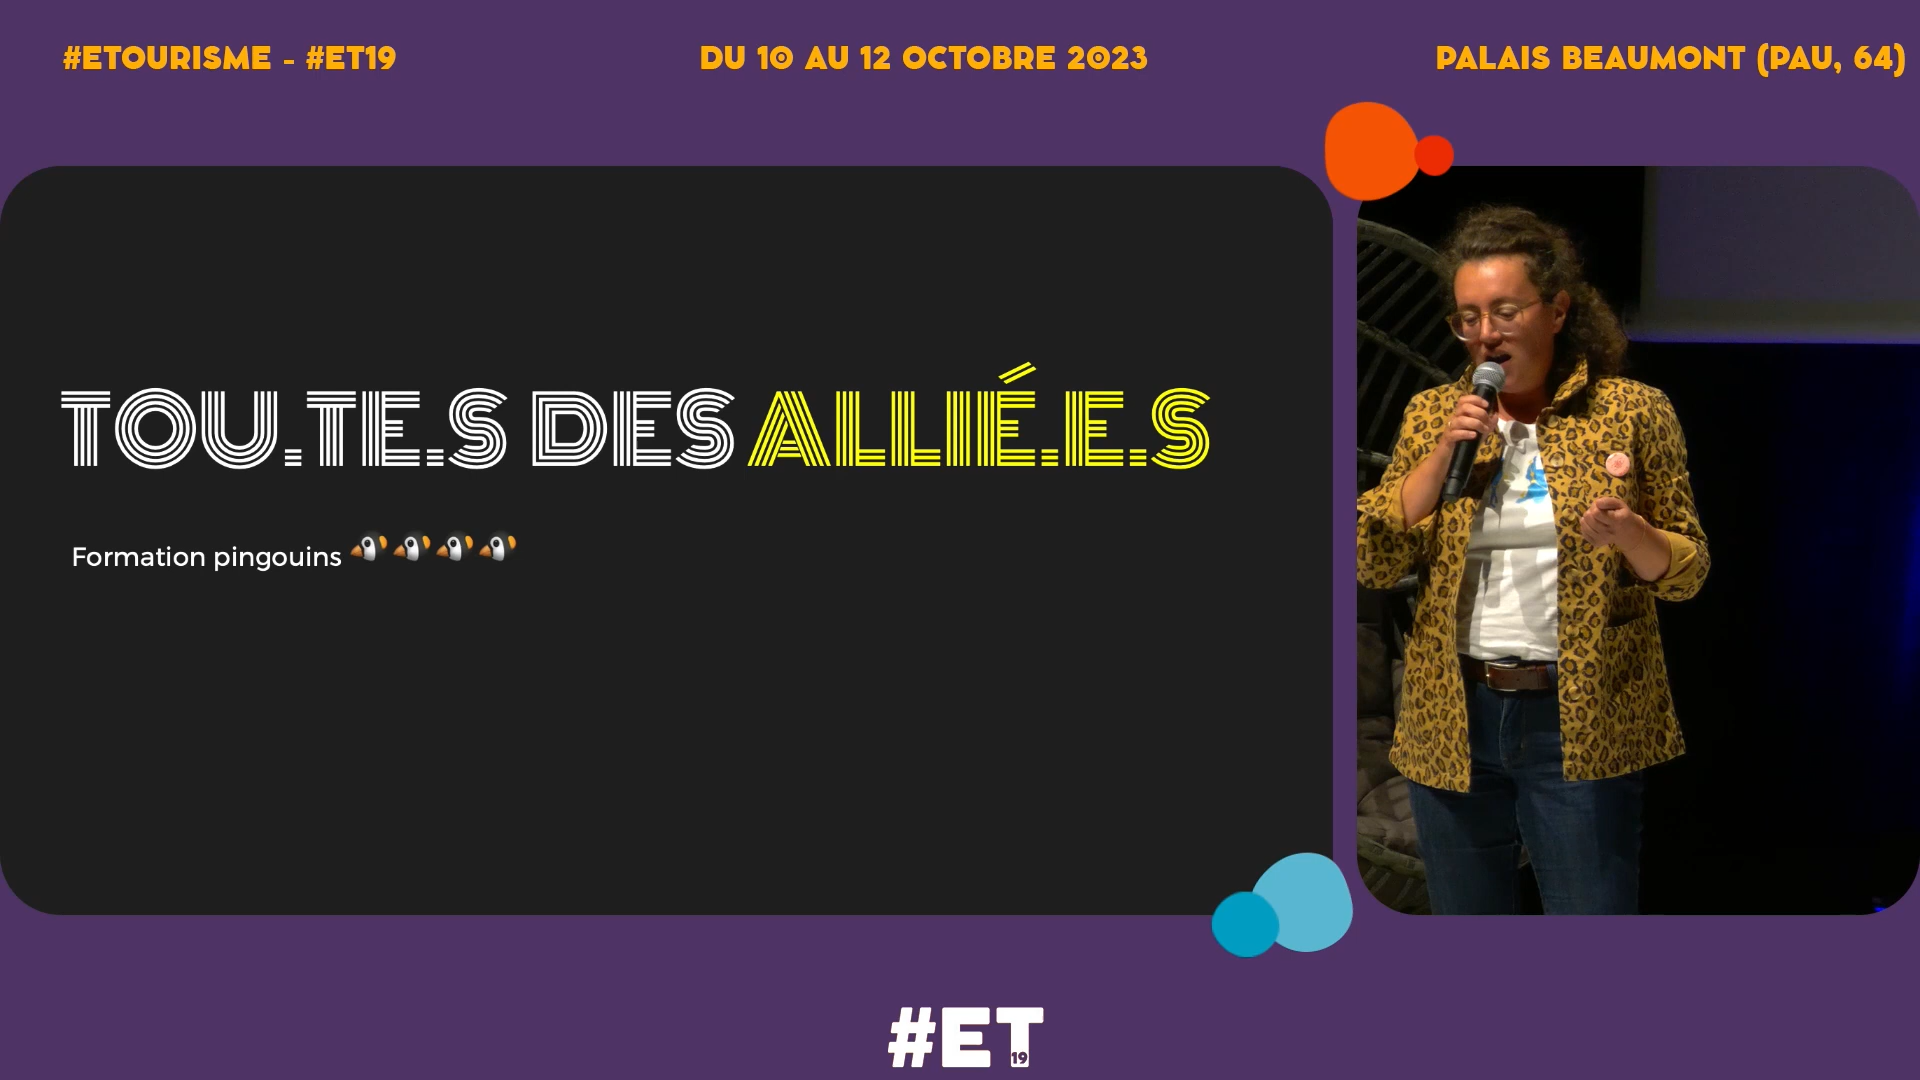 #ETOURISME - #ET19
DU 10 AU 12 OCTOBRE 2023
PALAIS BEAUMONT (PAU, 64)
TOU.TE.S DES ALLIÉ.E.S
Formation pingouins
#ET
19